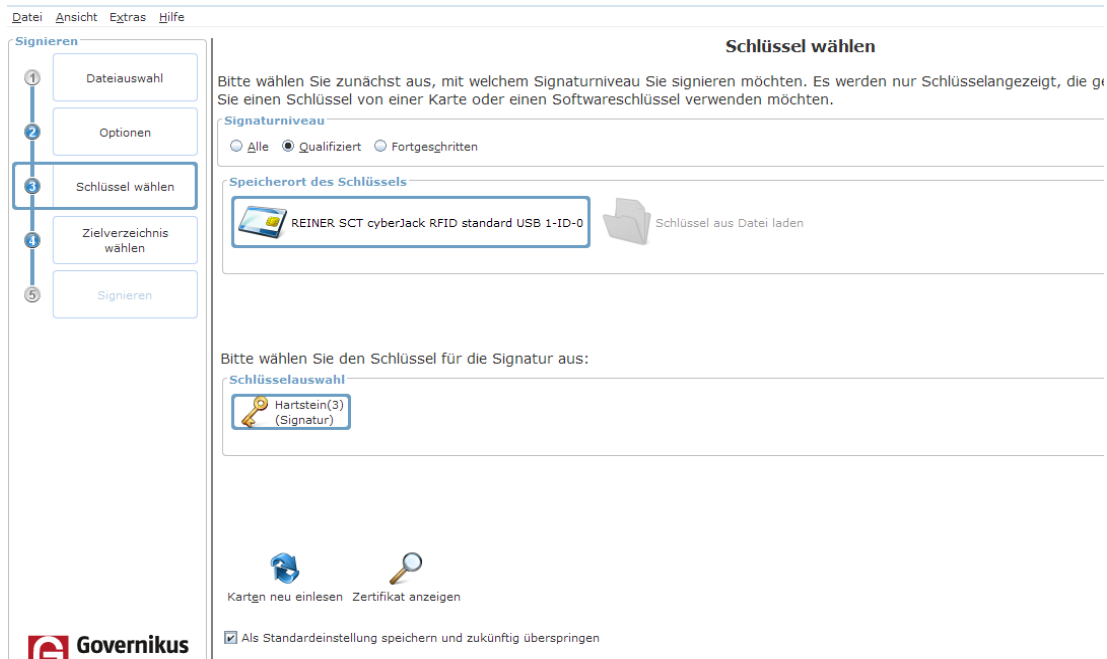 Datei Ansicht Extras Hilfe
Signieren
1 Dateiauswahl
2 Optionen
3 Schlüssel wählen
4 Zielverzeichnis
wählen
5 Signieren
Governikus
Schlüssel wählen
Bitte wählen Sie zunächst aus, mit welchem Signaturniveau Sie signieren möchten. Es werden nur Schlüsselangezeigt, die ge
Sie einen Schlüssel von einer Karte oder einen Softwareschlüssel verwenden möchten.
Signaturniveau
Alle Qualifiziert Fortgeschritten
Speicherort des Schlüssels
REINER SCT cyberJack RFID standard USB 1-ID-0 Schlüssel aus Datei laden
Bitte wählen Sie den Schlüssel für die Signatur aus:
Schlüsselauswahl
Hartstein(3)
(Signatur)
Karten neu einlesen Zertifikat anzeigen
Als Standardeinstellung speichern und zukünftig überspringen